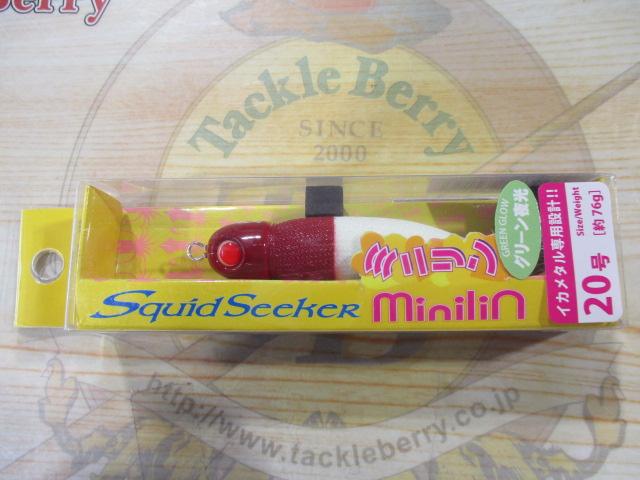 Berry
Tackle Berry
SINCE
2000
GREEN GLOW
グリーン夜光
イカメタル専用設計!!
Size/Weight
20号 [約76g]
ミニリン
Squid Seeker minilin
http://www.tackleberry.co.jp